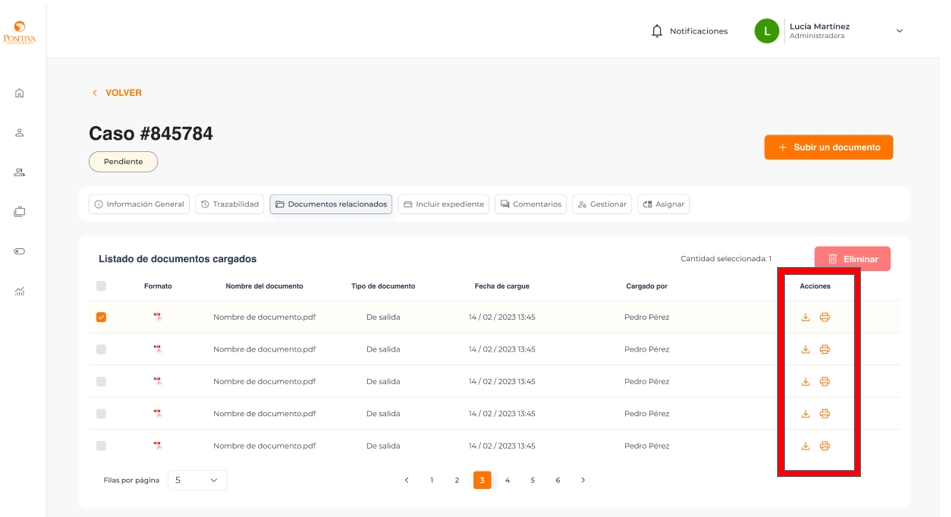 POSITIVA
Notificaciones
L
Lucía Martínez
Administradora
VOLVER
Caso #845784
Pendiente
+ Subir un documento
Información General
Trazabilidad
Documentos relacionados
Incluir expediente
Comentarios
Gestionar
Asignar
Listado de documentos cargados
Cantidad seleccionada: 1
Eliminar
Formato Nombre del documento Tipo de documento Fecha de cargue Cargado por Acciones
Nombre de documento.pdf De salida 14 / 02 / 2023 13:45 Pedro Pérez
Nombre de documento.pdf De salida 14 / 02 / 2023 13:45 Pedro Pérez
Nombre de documento.pdf De salida 14 / 02 / 2023 13:45 Pedro Pérez
Nombre de documento.pdf De salida 14 / 02 / 2023 13:45 Pedro Pérez
Nombre de documento.pdf De salida 14 / 02 / 2023 13:45 Pedro Pérez
Filas por página 5 < 1 2 3 4 5 6 >